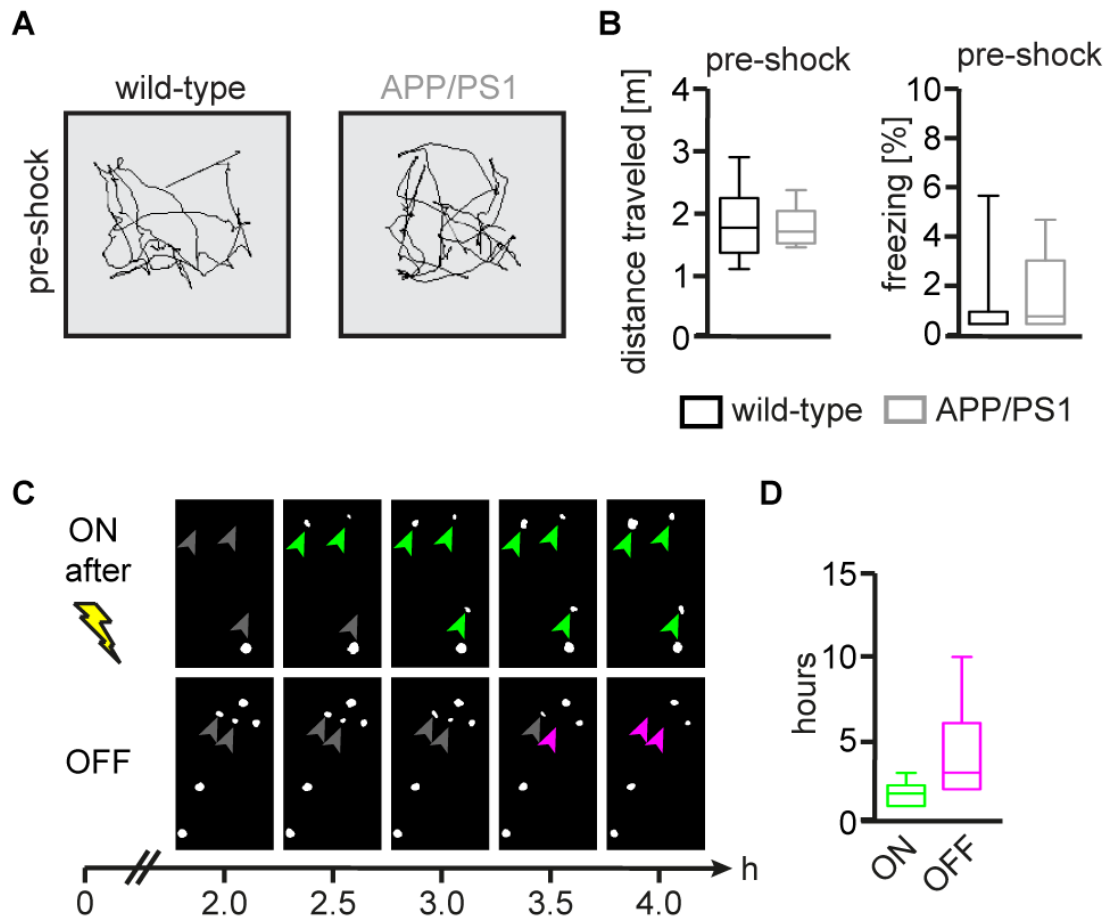 A
wild-type
APP/PS1
pre-shock
B
pre-shock
distance traveled [m]
4
3
2
1
0
pre-shock
freezing [%]
10
8
6
4
2
0
wild-type
APP/PS1
C
ON
after
OFF
0
2.0
2.5
3.0
3.5
4.0
h
D
hours
15
10
5
0
ON
OFF